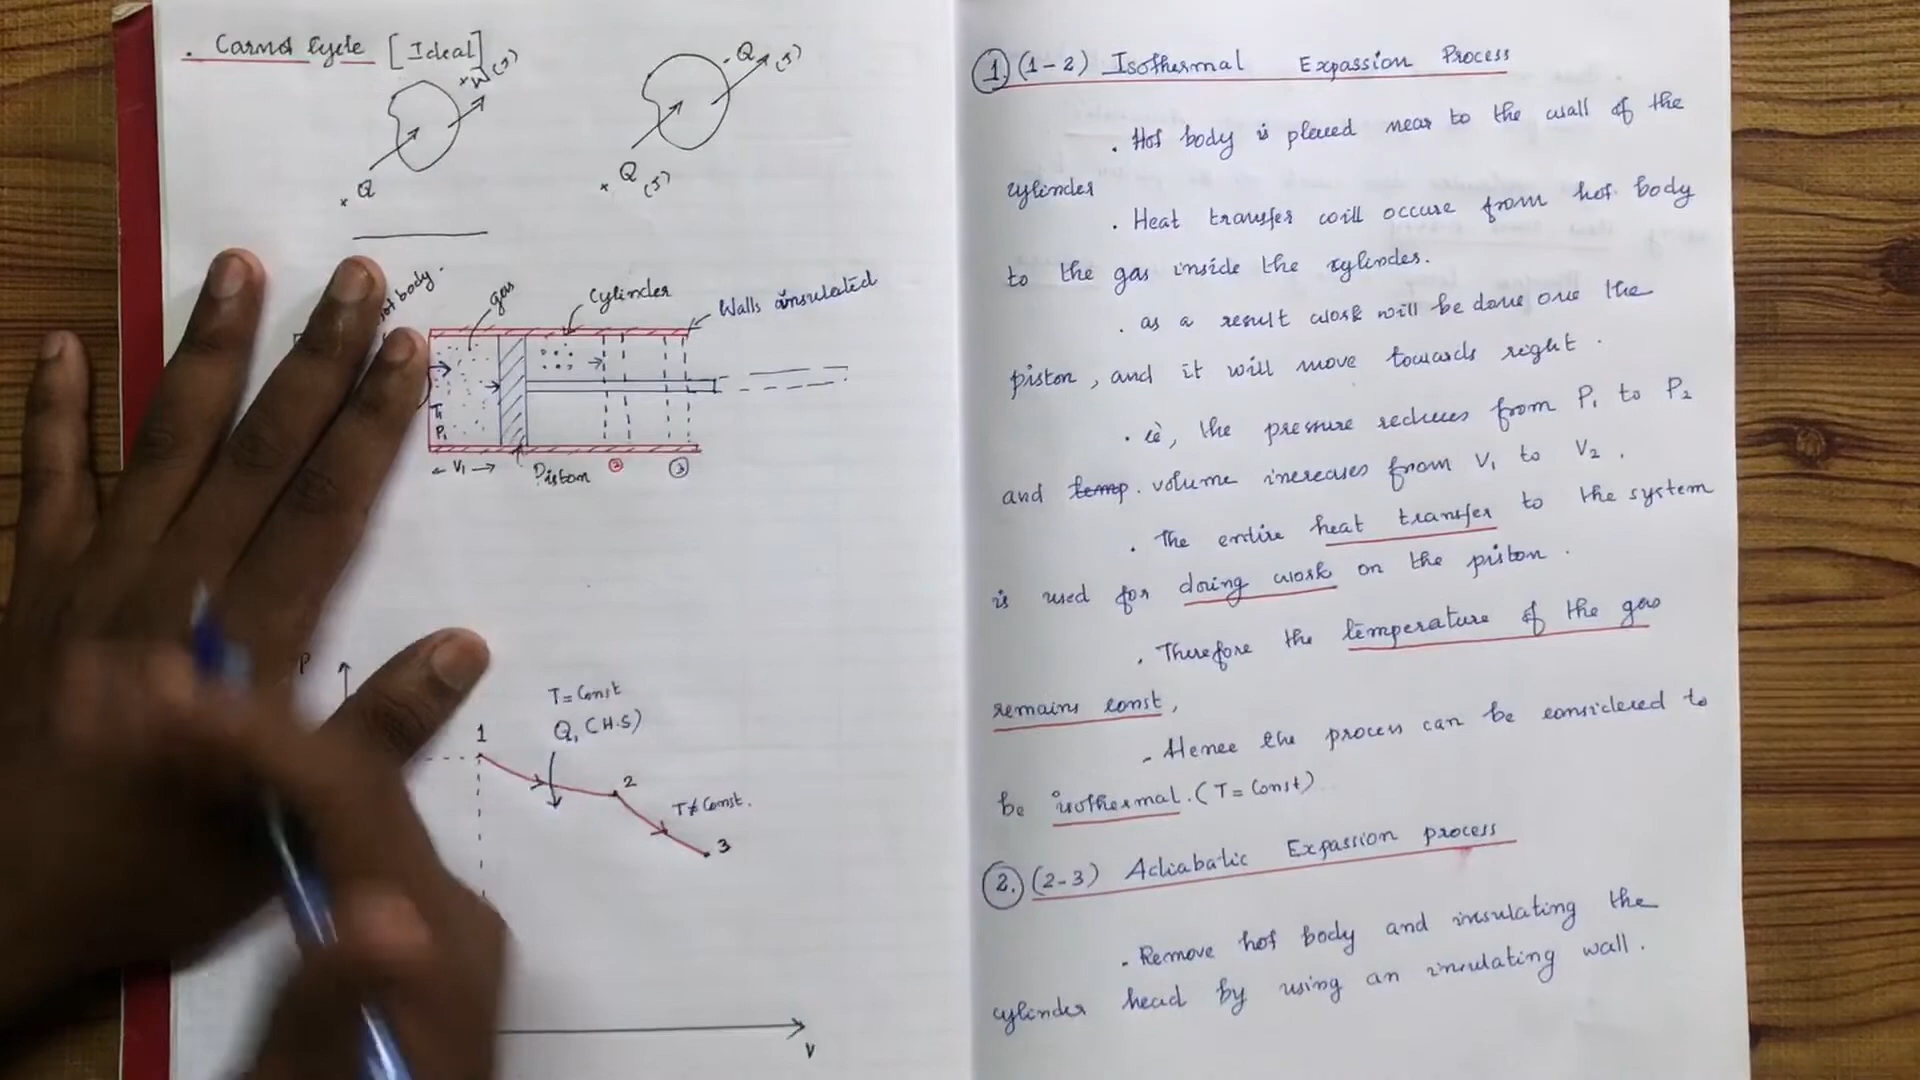 . Carnot Cycle [Ideal]
+W(J)
+Q
-Q (J)
+Q (J)
hot body.
gas
Cylinder
Walls insulated
T₁
P₁
← V₁ →
Piston
②
③
P
T=Const
Q, (H.S)
1
2
T≠Const.
3
V
①. (1-2) Isothermal Expassion Process
. Hot body is placed near to the wall of the
cylinder
. Heat transfer will occure from hot body
to the gas inside the cylinder.
. as a result work will be done one the
piston, and it will move towards right.
. ie, the pressure reduces from P₁ to P₂
and temp. volume increases from V₁ to V₂.
. The entire heat transfer to the system
is used for doing work on the piston.
. Therefore the temperature of the gas
remains const,
- Hence the process can be considered to
be isothermal. (T=Const)
②. (2-3) Adiabatic Expassion process
. Remove hot body and insulating the
cylinder head by using an insulating wall.